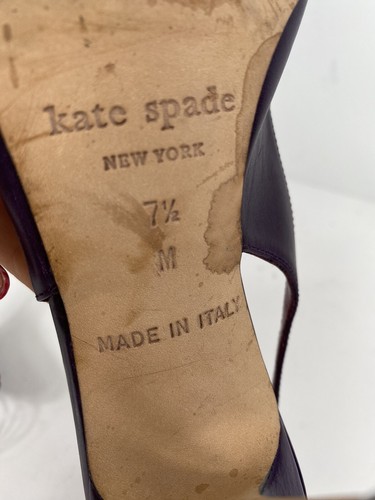 kate spade
NEW YORK
7½
M
MADE IN ITALY